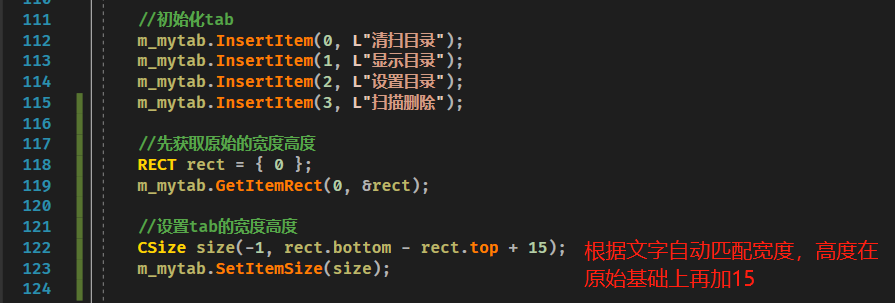 111 //初始化tab
112 m_mytab.InsertItem(0, L"清扫目录");
113 m_mytab.InsertItem(1, L"显示目录");
114 m_mytab.InsertItem(2, L"设置目录");
115 m_mytab.InsertItem(3, L"扫描删除");
116
117 //先获取原始的宽度高度
118 RECT rect = { 0 };
119 m_mytab.GetItemRect(0, &rect);
120
121 //设置tab的宽度高度
122 CSize size(-1, rect.bottom - rect.top + 15);
123 m_mytab.SetItemSize(size);
124
根据文字自动匹配宽度，高度在
原始基础上再加15